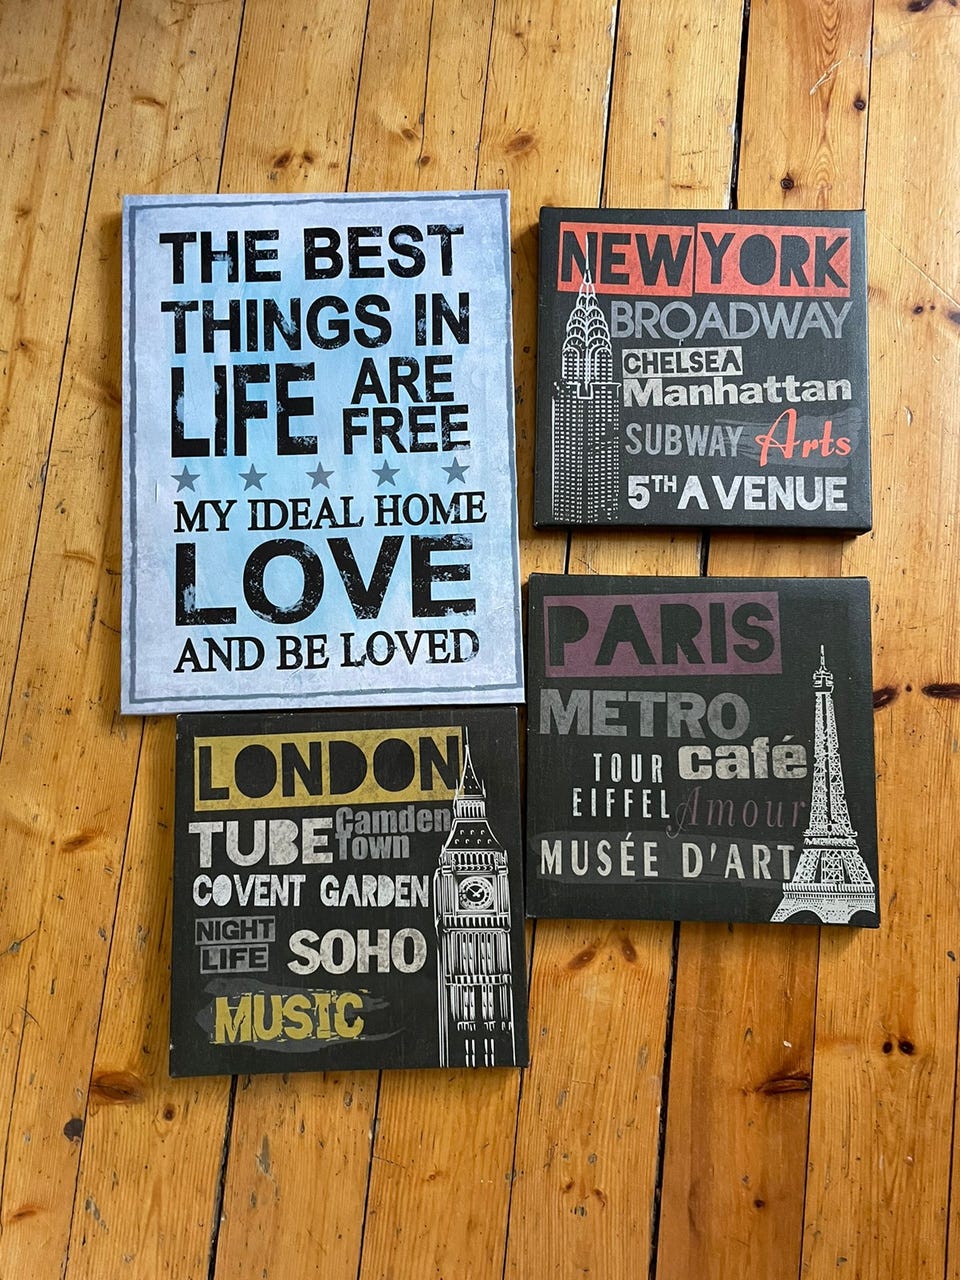 THE BEST
THINGS IN
LIFE ARE
FREE
MY IDEAL HOME
LOVE
AND BE LOVED
NEW YORK
BROADWAY
CHELSEA
Manhattan
SUBWAY Arts
5TH AVENUE
PARIS
METRO
TOUR café
EIFFEL Amour
MUSÉE D'ART
LONDON
TUBE Camden
Town
COVENT GARDEN
NIGHT
LIFE SOHO
MUSIC